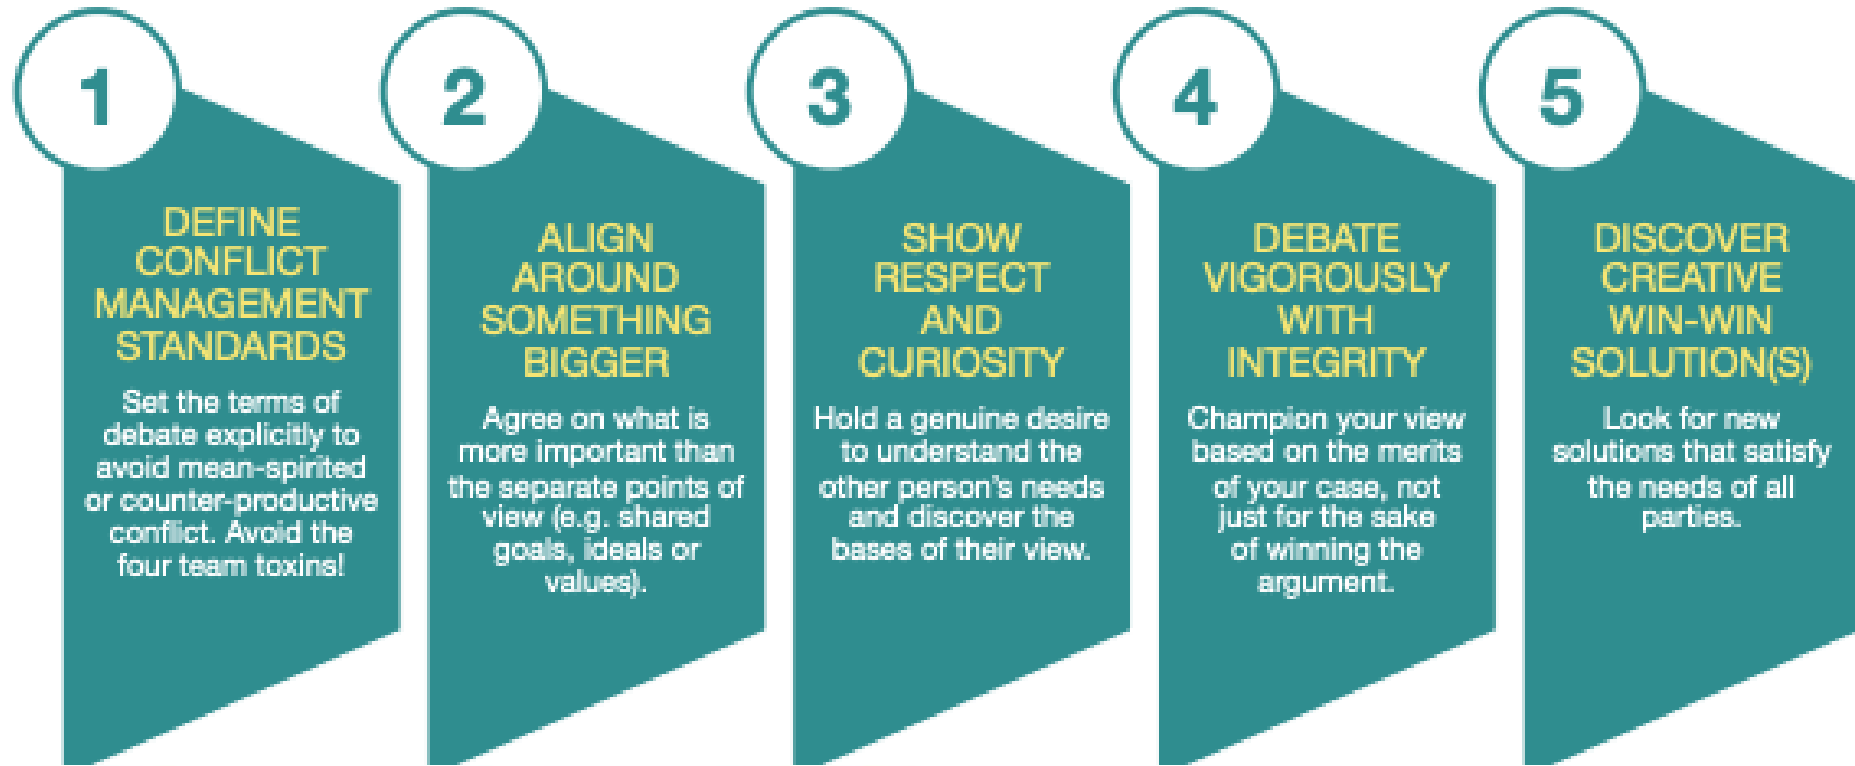 1
DEFINE
CONFLICT
MANAGEMENT
STANDARDS
Set the terms of
debate explicitly to
avoid mean-spirited
or counter-productive
conflict. Avoid the
four team toxins!
2
ALIGN
AROUND
SOMETHING
BIGGER
Agree on what is
more important than
the separate points of
view (e.g. shared
goals, ideals or
values).
3
SHOW
RESPECT
AND
CURIOSITY
Hold a genuine desire
to understand the
other person's needs
and discover the
bases of their view.
4
DEBATE
VIGOROUSLY
WITH
INTEGRITY
Champion your view
based on the merits
of your case, not
just for the sake
of winning the
argument.
5
DISCOVER
CREATIVE
WIN-WIN
SOLUTION(S)
Look for new
solutions that satisfy
the needs of all
parties.